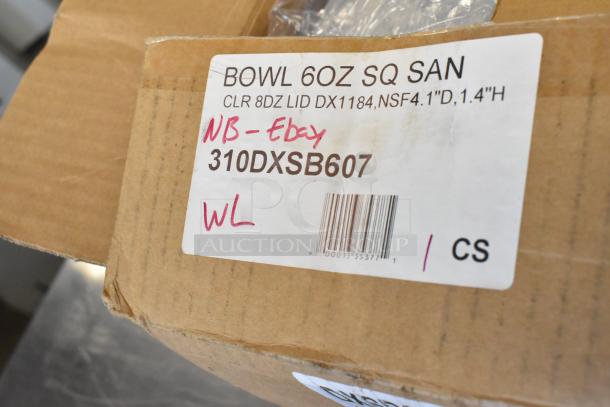 BOWL 6OZ SQ SAN
CLR 8DZ LID DX1184,NSF4.1"D,1.4"H
NB - Ebay
310DXSB607
WL
PCI
AUCTION GROUP
/ CS